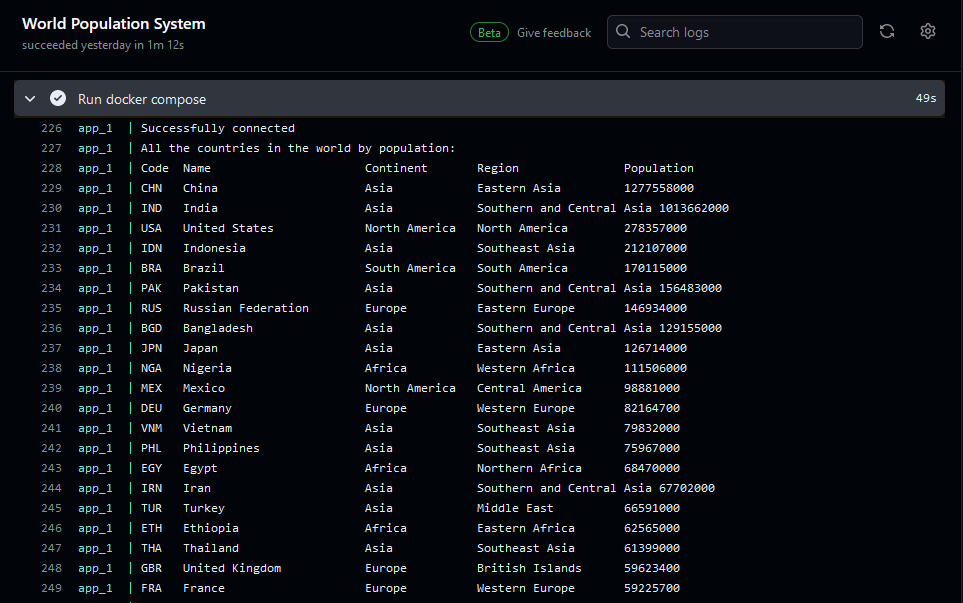 World Population System
succeeded yesterday in 1m 12s
Beta Give feedback
Search logs
Run docker compose 49s
226 app_1 | Successfully connected
227 app_1 | All the countries in the world by population:
228 app_1 | Code Name Continent Region Population
229 app_1 | CHN China Asia Eastern Asia 1277558000
230 app_1 | IND India Asia Southern and Central Asia 1013662000
231 app_1 | USA United States North America North America 278357000
232 app_1 | IDN Indonesia Asia Southeast Asia 212107000
233 app_1 | BRA Brazil South America South America 170115000
234 app_1 | PAK Pakistan Asia Southern and Central Asia 156483000
235 app_1 | RUS Russian Federation Europe Eastern Europe 146934000
236 app_1 | BGD Bangladesh Asia Southern and Central Asia 129155000
237 app_1 | JPN Japan Asia Eastern Asia 126714000
238 app_1 | NGA Nigeria Africa Western Africa 111506000
239 app_1 | MEX Mexico North America Central America 98881000
240 app_1 | DEU Germany Europe Western Europe 82164700
241 app_1 | VNM Vietnam Asia Southeast Asia 79832000
242 app_1 | PHL Philippines Asia Southeast Asia 75967000
243 app_1 | EGY Egypt Africa Northern Africa 68470000
244 app_1 | IRN Iran Asia Southern and Central Asia 67702000
245 app_1 | TUR Turkey Asia Middle East 66591000
246 app_1 | ETH Ethiopia Africa Eastern Africa 62565000
247 app_1 | THA Thailand Asia Southeast Asia 61399000
248 app_1 | GBR United Kingdom Europe British Islands 59623400
249 app_1 | FRA France Europe Western Europe 59225700